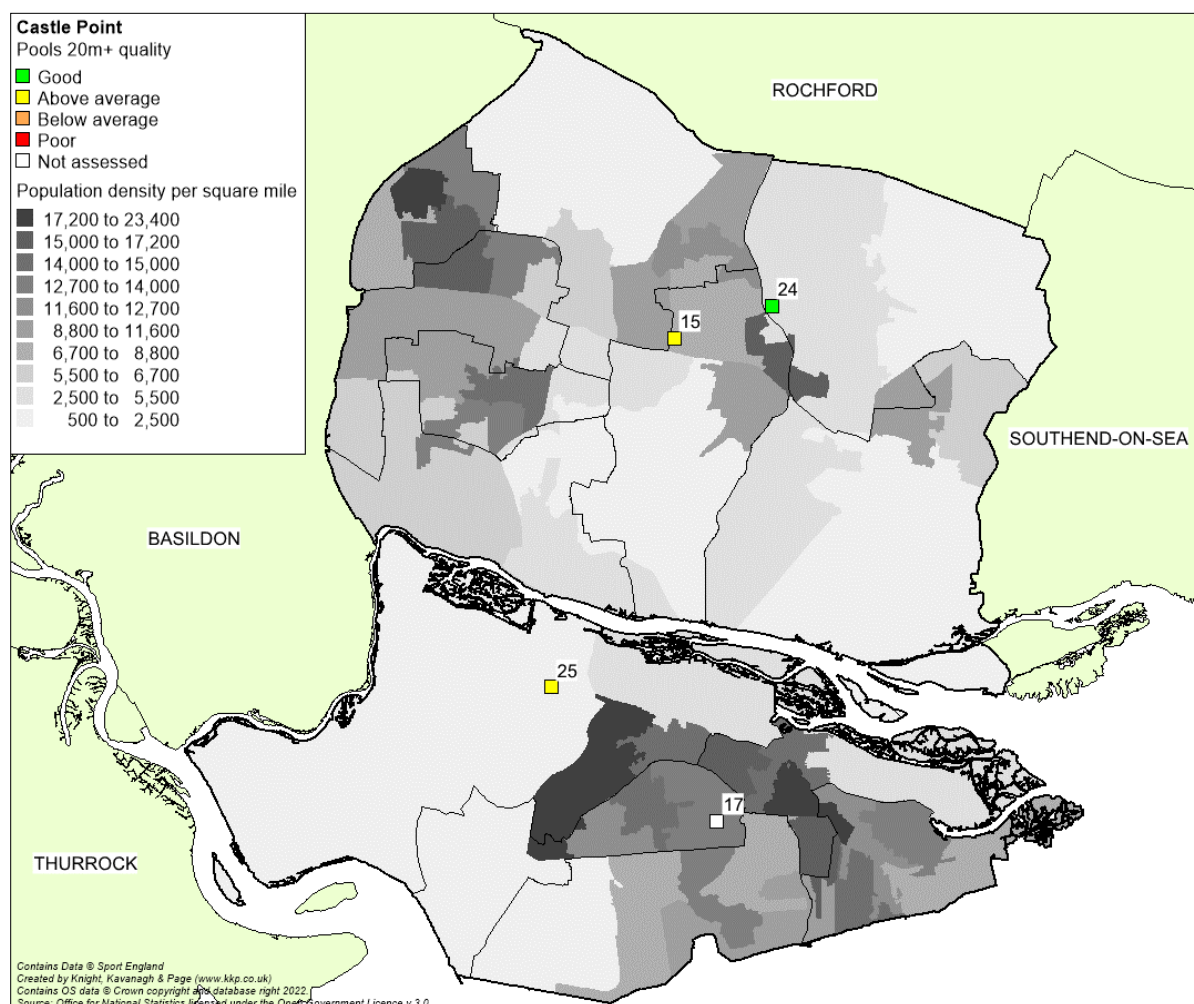 Castle Point
Pools 20m+ quality
Good
Above average
Below average
Poor
Not assessed
Population density per square mile
17,200 to 23,400
15,000 to 17,200
14,000 to 15,000
12,700 to 14,000
11,600 to 12,700
8,800 to 11,600
6,700 to 8,800
5,500 to 6,700
2,500 to 5,500
500 to 2,500
ROCHFORD
24
15
SOUTHEND-ON-SEA
BASILDON
25
17
THURROCK
Contains Data © Sport England
Created by Knight, Kavanagh & Page (www.kkp.co.uk)
Contains OS data © Crown copyright and database right 2022.
Source: Office for National Statistics licensed under the Open Government Licence v.3.0